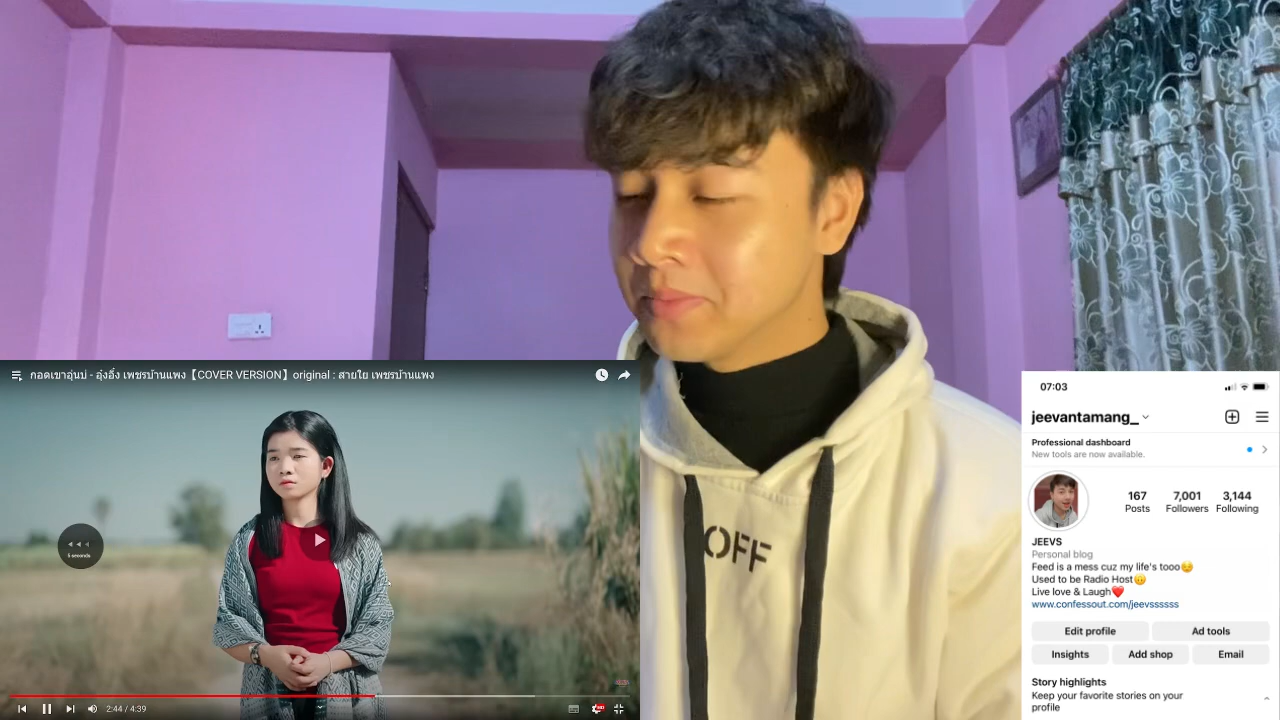 กอดเขาอุ่นบ่ - อุ๋งอิ๋ง เพชรบ้านแพง【COVER VERSION】original : สายใย เพชรบ้านแพง
5 seconds
2:44 / 4:39
HD
OFF
07:03
jeevantamang_
Professional dashboard
New tools are now available.
167 7,001 3,144
Posts Followers Following
JEEVS
Personal blog
Feed is a mess cuz my life's tooo😔
Used to be Radio Host🙃
Live love & Laugh❤️
www.confessout.com/jeevssssss
Edit profile Ad tools
Insights Add shop Email
Story highlights
Keep your favorite stories on your
profile